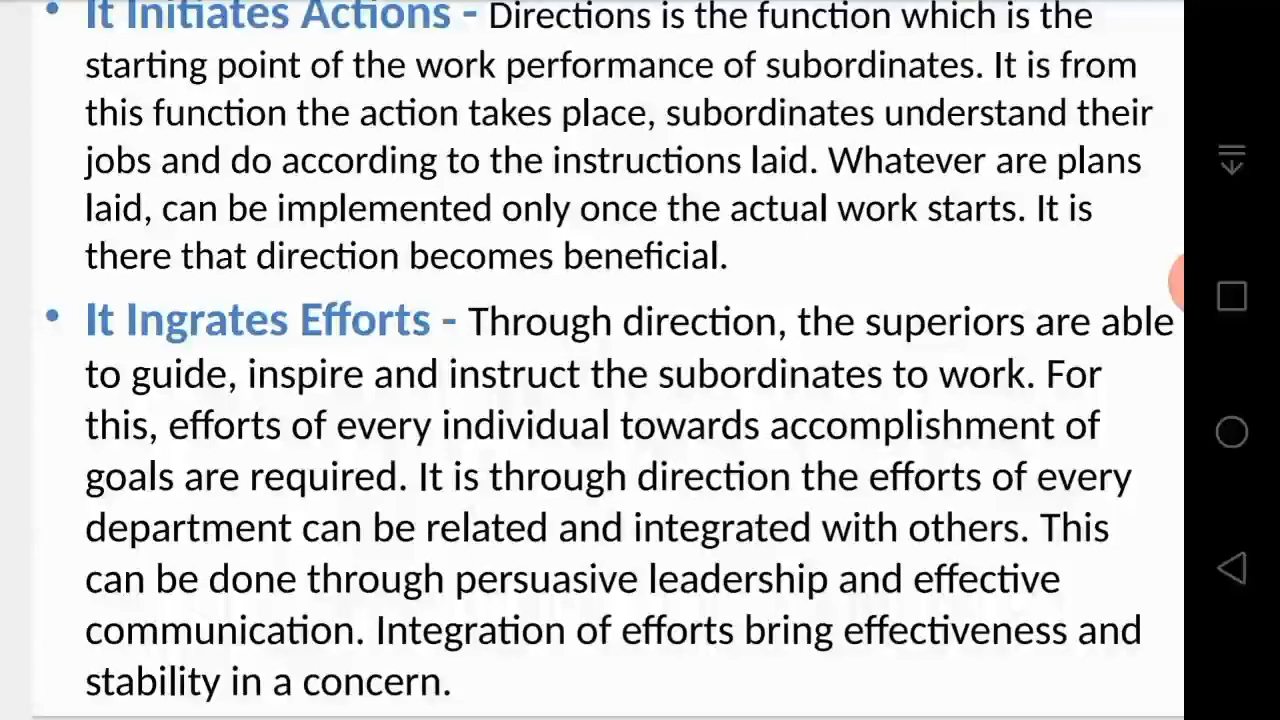 • It Initiates Actions - Directions is the function which is the
starting point of the work performance of subordinates. It is from
this function the action takes place, subordinates understand their
jobs and do according to the instructions laid. Whatever are plans
laid, can be implemented only once the actual work starts. It is
there that direction becomes beneficial.
• It Ingrates Efforts - Through direction, the superiors are able
to guide, inspire and instruct the subordinates to work. For
this, efforts of every individual towards accomplishment of
goals are required. It is through direction the efforts of every
department can be related and integrated with others. This
can be done through persuasive leadership and effective
communication. Integration of efforts bring effectiveness and
stability in a concern.